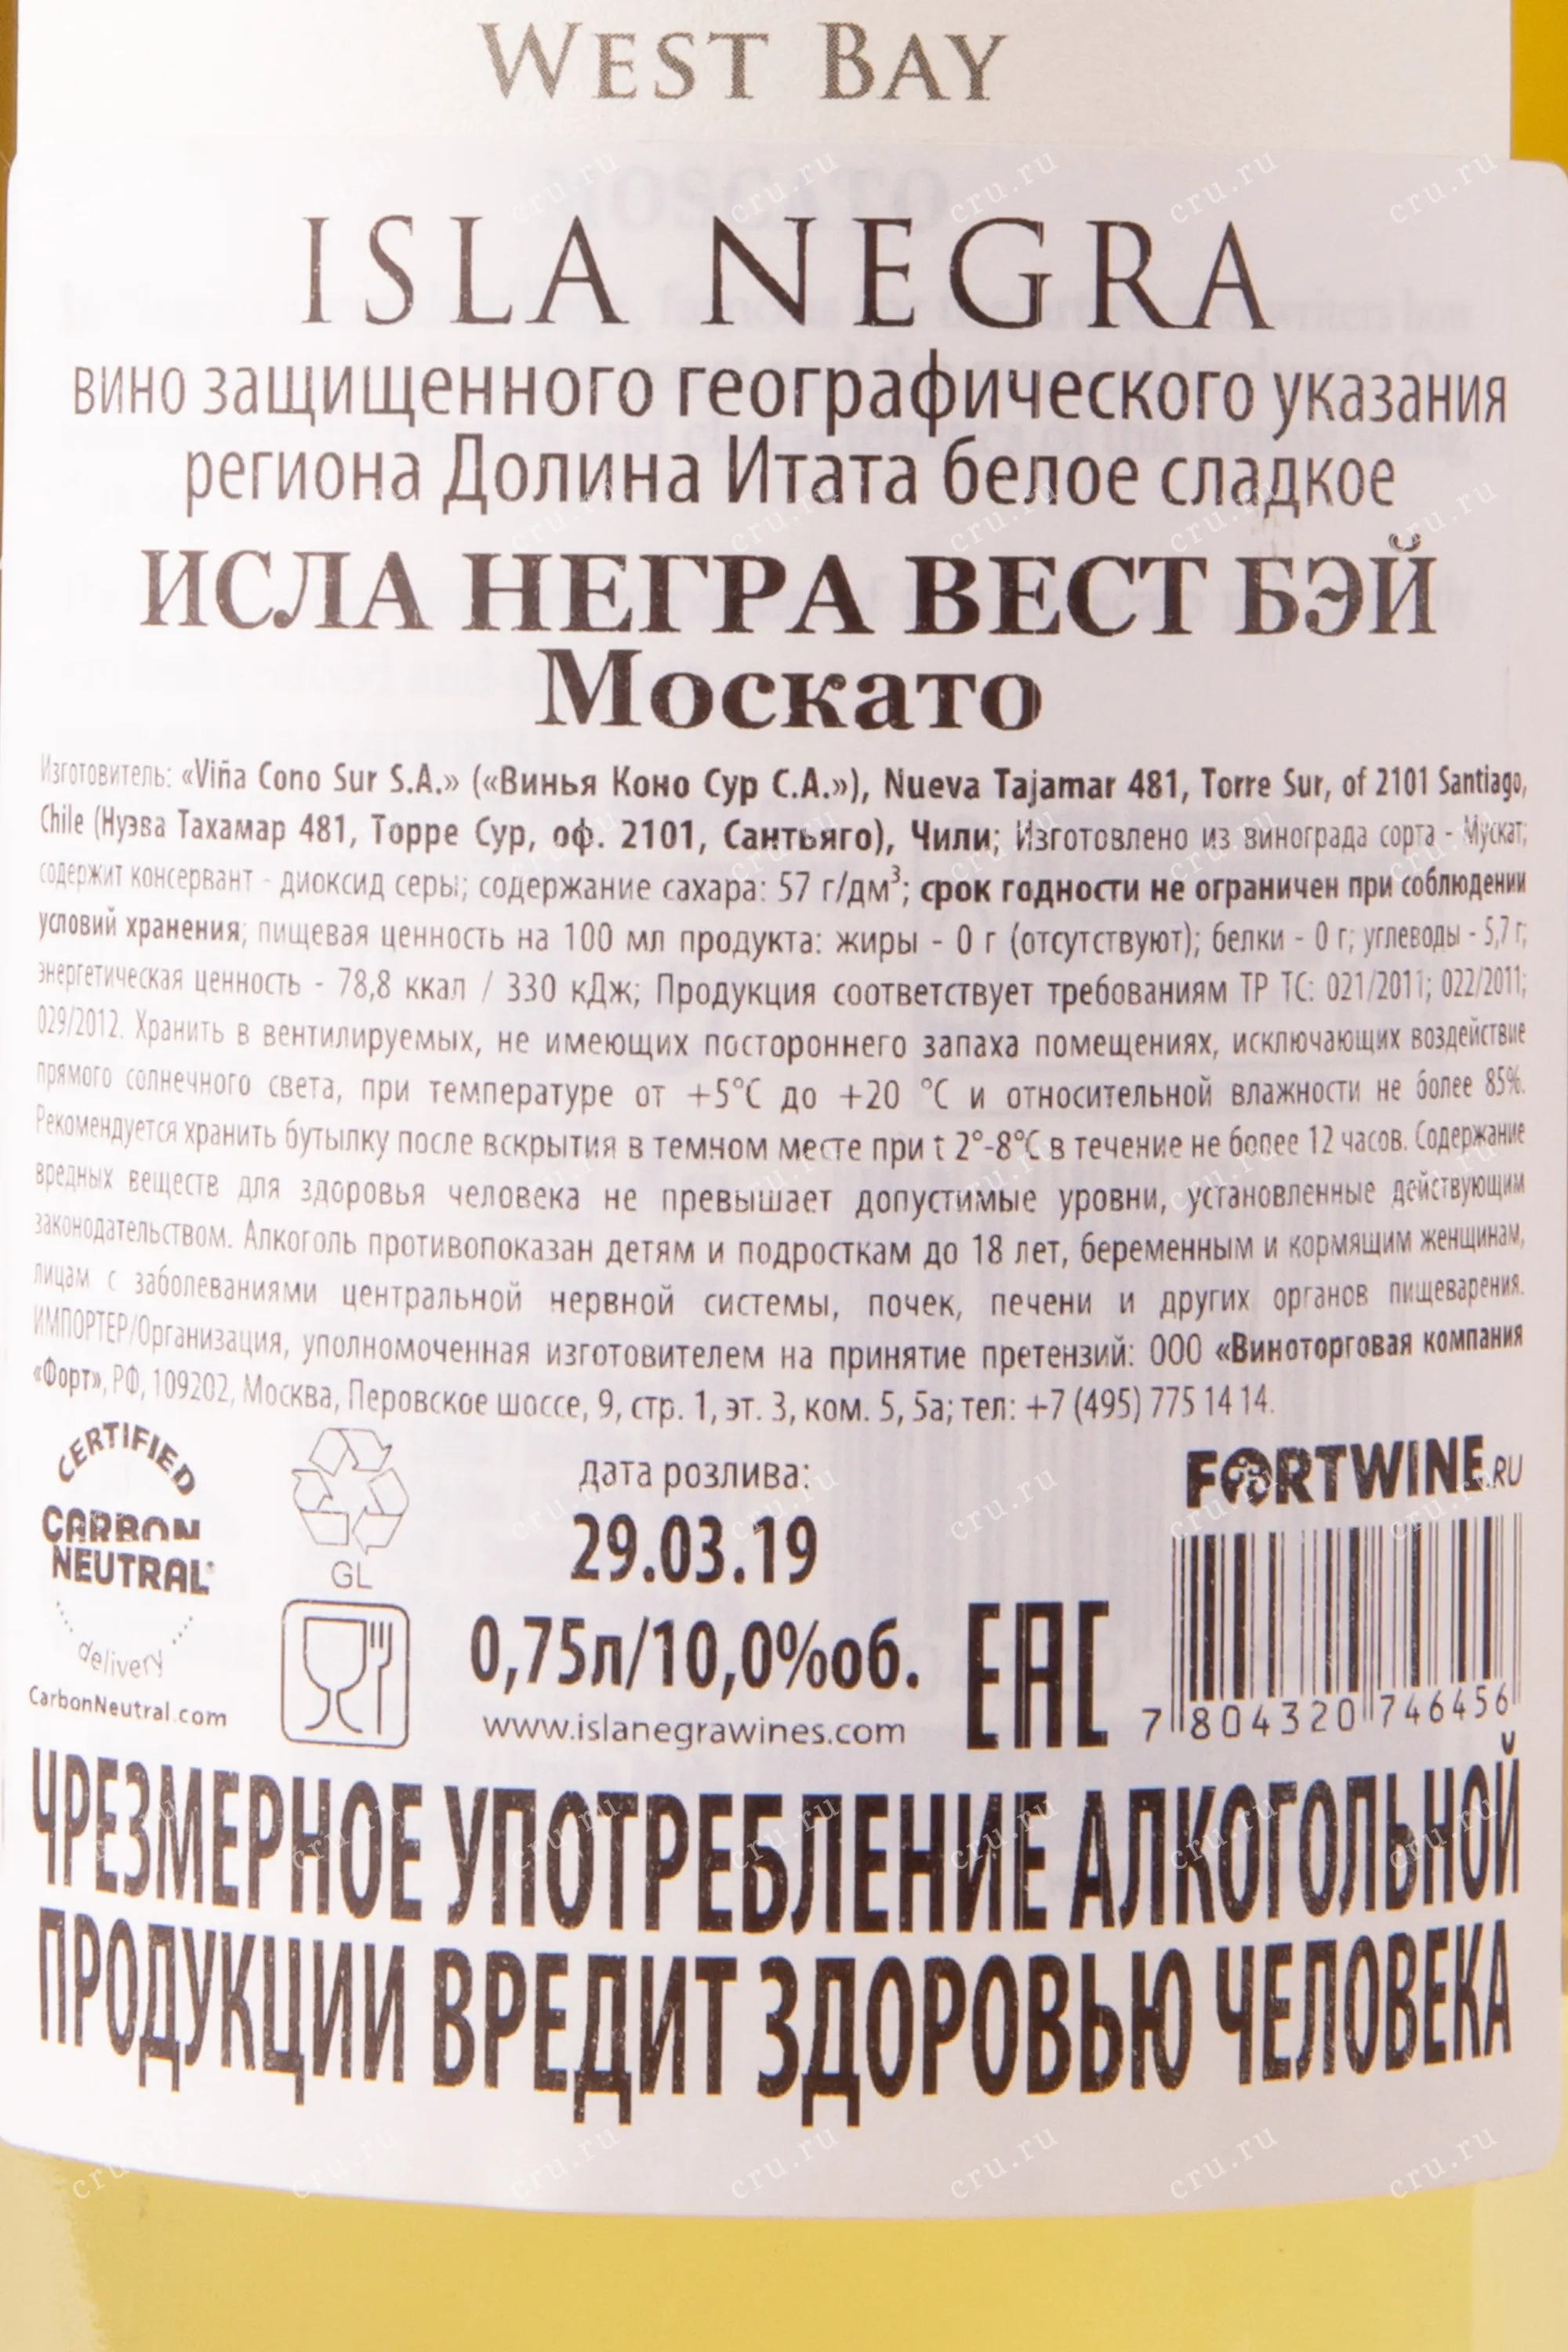 WEST BAY
MOSCATO
ISLA NEGRA
вино защищенного географического указания
региона Долина Итата белое сладкое
ИСЛА НЕГРА ВЕСТ БЭЙ
Москато
Изготовитель: «Viña Cono Sur S.A.» («Винья Коно Сур С.А.»), Nueva Tajamar 481, Torre Sur, of 2101 Santiago,
Chile (Нуэва Тахамар 481, Торре Сур, оф. 2101, Сантьяго), Чили; Изготовлено из винограда сорта - Мускат;
содержит консервант - диоксид серы; содержание сахара: 57 г/дм³; срок годности не ограничен при соблюдении
условий хранения; пищевая ценность на 100 мл продукта: жиры - 0 г (отсутствуют); белки - 0 г; углеводы - 5,7 г;
энергетическая ценность - 78,8 ккал / 330 кДж; Продукция соответствует требованиям ТР ТС: 021/2011; 022/2011;
029/2012. Хранить в вентилируемых, не имеющих постороннего запаха помещениях, исключающих воздействие
прямого солнечного света, при температуре от +5°C до +20 °C и относительной влажности не более 85%.
Рекомендуется хранить бутылку после вскрытия в темном месте при t 2°-8°C в течение не более 12 часов. Содержание
вредных веществ для здоровья человека не превышает допустимые уровни, установленные действующим
законодательством. Алкоголь противопоказан детям и подросткам до 18 лет, беременным и кормящим женщинам,
лицам с заболеваниями центральной нервной системы, почек, печени и других органов пищеварения.
ИМПОРТЕР/Организация, уполномоченная изготовителем на принятие претензий: ООО «Виноторговая компания
«Форт», РФ, 109202, Москва, Перовское шоссе, 9, стр. 1, эт. 3, ком. 5, 5а; тел: +7 (495) 775 14 14.
CERTIFIED
CARBON
NEUTRAL
delivery
CarbonNeutral.com
GL
дата розлива:
29.03.19
0,75л/10,0%об.
www.islanegrawines.com
EAC
FORTWINE.RU
7 804320 746456
ЧРЕЗМЕРНОЕ УПОТРЕБЛЕНИЕ АЛКОГОЛЬНОЙ
ПРОДУКЦИИ ВРЕДИТ ЗДОРОВЬЮ ЧЕЛОВЕКА
cru.ru